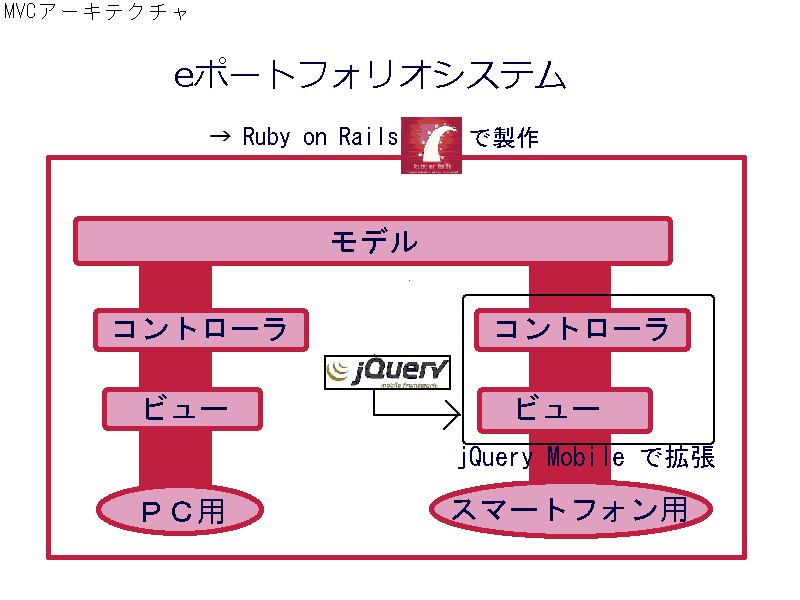 MVCアーキテクチャ
eポートフォリオシステム
→ Ruby on Rails で製作
モデル
コントローラ
コントローラ
jQuery
mobile framework
ビュー
ビュー
jQuery Mobile で拡張
PC用
スマートフォン用